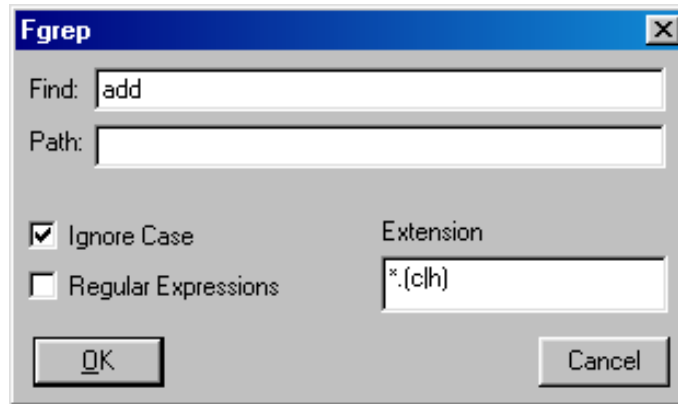 Fgrep
Find: add
Path:
Ignore Case
Extension
Regular Expressions
*.(c|h)
OK
Cancel